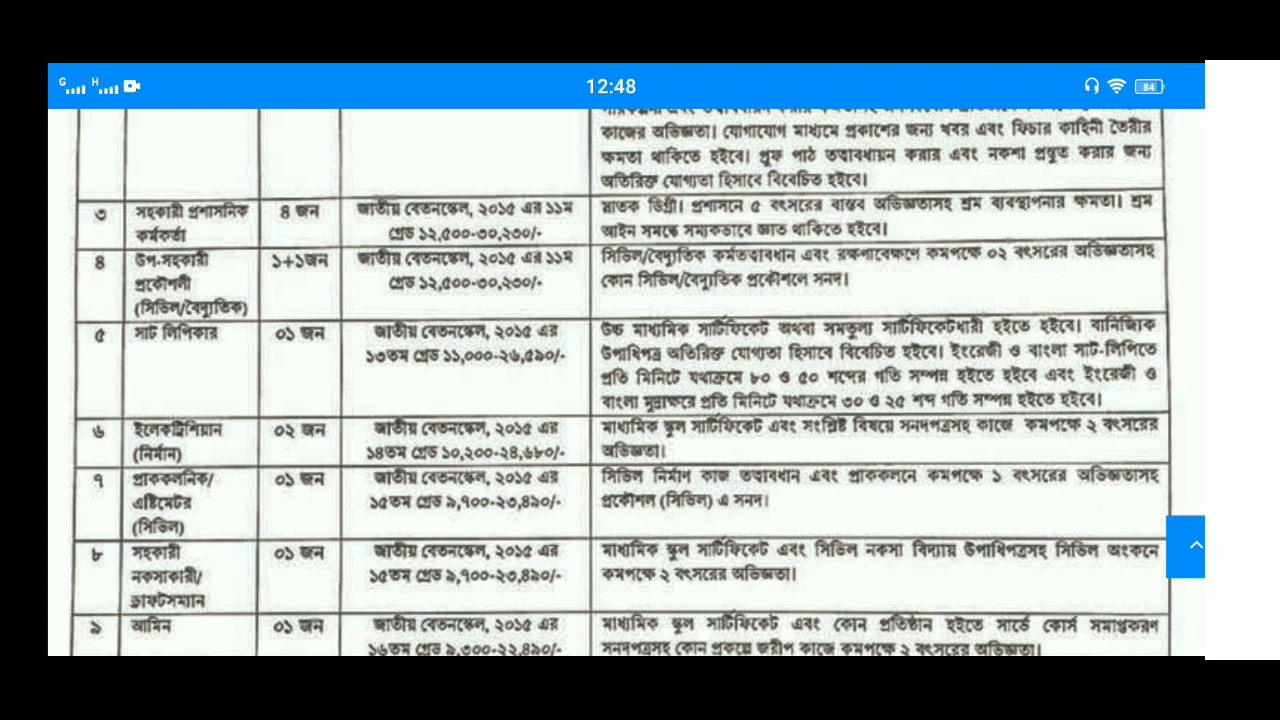 G H 12:48 84
কাজের অভিজ্ঞতা। যোগাযোগ মাধ্যমে প্রকাশের জন্য খবর এবং ফিচার কাহিনী তৈরীর
ক্ষমতা থাকিতে হইবে। প্রুফ পাঠ তত্বাবধায়ন করার এবং নকশা প্রস্তুত করার জন্য
অতিরিক্ত যোগ্যতা হিসাবে বিবেচিত হইবে।
৩ সহকারী প্রশাসনিক ৪ জন জাতীয় বেতনস্কেল, ২০১৫ এর ১১ম স্নাতক ডিগ্রী। প্রশাসনে ৫ বৎসরের বাস্তব অভিজ্ঞতাসহ শ্রম ব্যবস্থাপনার ক্ষমতা। শ্রম
কর্মকর্তা গ্রেড ১২,৫০০-৩০,২৩০/- আইন সমন্ধে সম্যকভাবে জ্ঞাত থাকিতে হইবে।
৪ উপ-সহকারী ১+১জন জাতীয় বেতনস্কেল, ২০১৫ এর ১১ম সিভিল/বৈদ্যুতিক কর্মতত্বাবধান এবং রক্ষণাবেক্ষণে কমপক্ষে ০২ বৎসরের অভিজ্ঞতাসহ
প্রকৌশলী গ্রেড ১২,৫০০-৩০,২৩০/- কোন সিভিল/বৈদ্যুতিক প্রকৌশলে সনদ।
(সিভিল/বৈদ্যুতিক)
৫ সাট লিপিকার ০১ জন জাতীয় বেতনস্কেল, ২০১৫ এর উচ্চ মাধ্যমিক সার্টিফিকেট অথবা সমতুল্য সার্টিফিকেটধারী হইতে হইবে। বানিজ্যিক
১৩তম গ্রেড ১১,০০০-২৬,৫৯০/- উপাধিপত্র অতিরিক্ত যোগ্যতা হিসাবে বিবেচিত হইবে। ইংরেজী ও বাংলা সাট-লিপিতে
প্রতি মিনিটে যথাক্রমে ৮০ ও ৫০ শব্দের গতি সম্পন্ন হইতে হইবে এবং ইংরেজী ও
বাংলা মুদ্রাক্ষরে প্রতি মিনিটে যথাক্রমে ৩০ ও ২৫ শব্দ গতি সম্পন্ন হইতে হইবে।
৬ ইলেকট্রিশিয়ান ০২ জন জাতীয় বেতনস্কেল, ২০১৫ এর মাধ্যমিক স্কুল সার্টিফিকেট এবং সংশ্লিষ্ট বিষয়ে সনদপত্রসহ কাজে কমপক্ষে ২ বৎসরের
(নির্মান) ১৪তম গ্রেড ১০,২০০-২৪,৬৮০/- অভিজ্ঞতা।
৭ প্রাককলনিক/ ০১ জন জাতীয় বেতনস্কেল, ২০১৫ এর সিভিল নির্মাণ কাজ তত্বাবধান এবং প্রাককলনে কমপক্ষে ১ বৎসরের অভিজ্ঞতাসহ
এষ্টিমেটর ১৫তম গ্রেড ৯,৭০০-২৩,৪৯০/- প্রকৌশল (সিভিল) এ সনদ।
(সিভিল)
৮ সহকারী ০১ জন জাতীয় বেতনস্কেল, ২০১৫ এর মাধ্যমিক স্কুল সার্টিফিকেট এবং সিভিল নকসা বিদ্যায় উপাধিপত্রসহ সিভিল অংকনে
নকসাকারী/ ১৫তম গ্রেড ৯,৭০০-২৩,৪৯০/- কমপক্ষে ২ বৎসরের অভিজ্ঞতা।
ড্রাফটসম্যান
৯ আমিন ০১ জন জাতীয় বেতনস্কেল, ২০১৫ এর মাধ্যমিক স্কুল সার্টিফিকেট এবং কোন প্রতিষ্ঠান হইতে সার্ভে কোর্স সমাপ্তকরণ
১৬তম গ্রেড ৯,৩০০-২২,৪৯০/- সনদপত্রসহ কোন প্রকল্পে জরীপ কাজে কমপক্ষে ২ বৎসরের অভিজ্ঞতা।